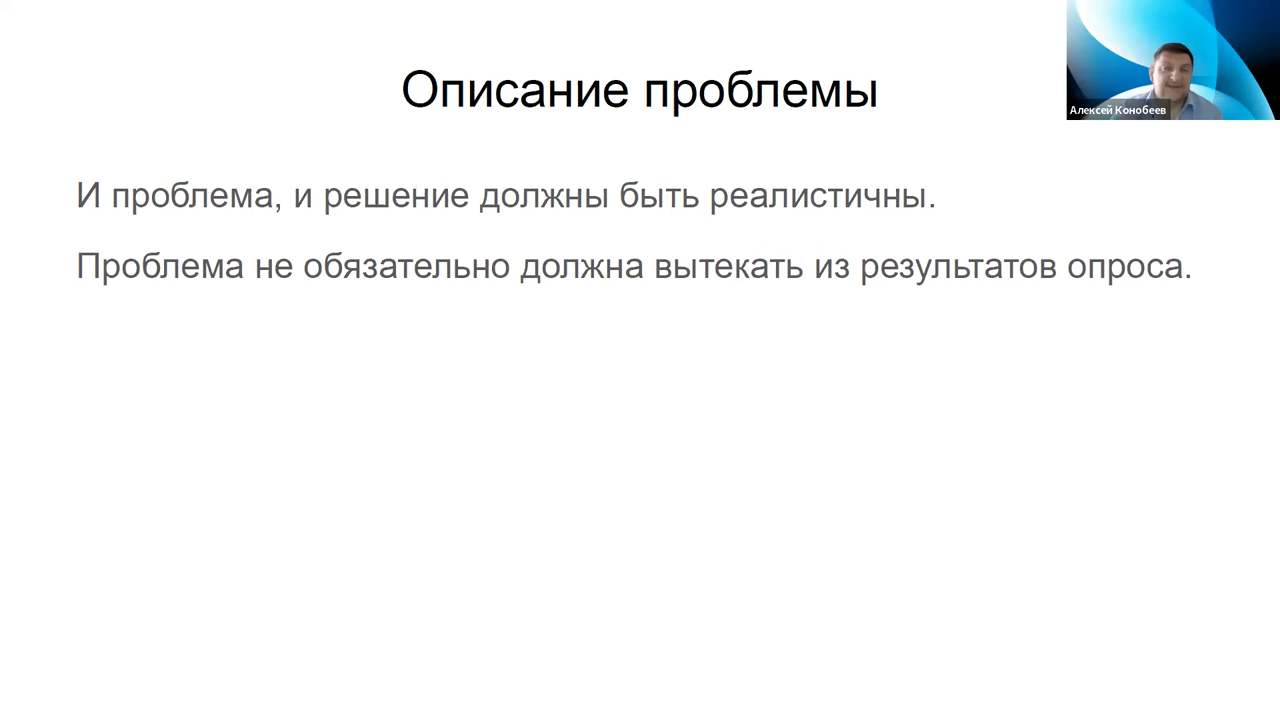 Описание проблемы
Алексей Конобеев
И проблема, и решение должны быть реалистичны.
Проблема не обязательно должна вытекать из результатов опроса.